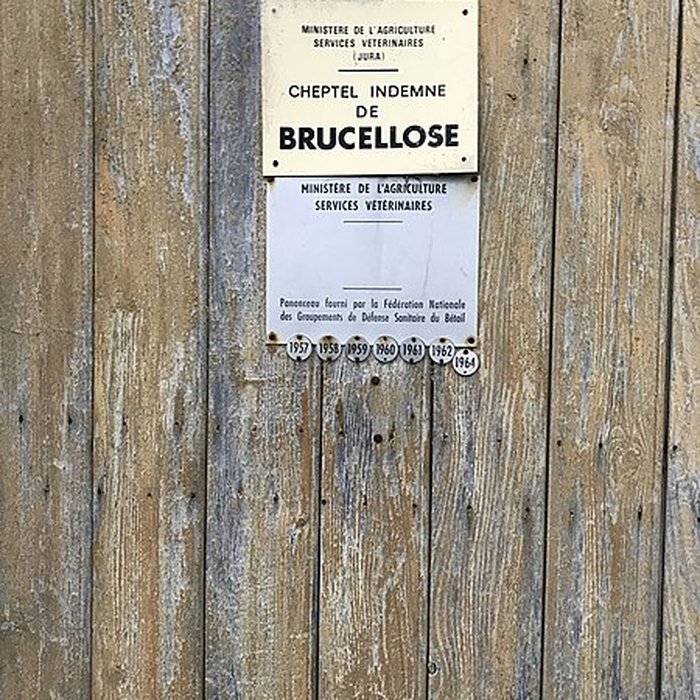 MINISTERE DE L'AGRICULTURE
SERVICES VETERINAIRES
(JURA)
CHEPTEL INDEMNE
DE
BRUCELLOSE
MINISTÈRE DE L'AGRICULTURE
SERVICES VÉTÉRINAIRES
Panonceau fourni par la Fédération Nationale
des Groupements de Défense Sanitaire du Bétail
1957 1958 1959 1960 1961 1962 1964